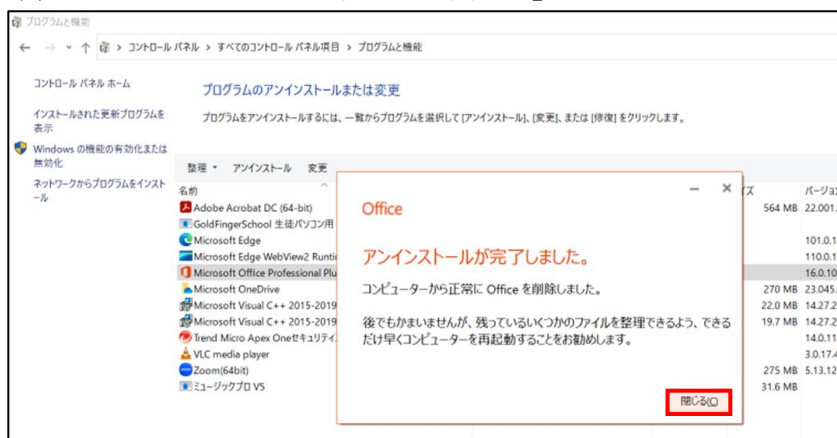 プログラムと機能
コントロール パネル > すべてのコントロール パネル項目 > プログラムと機能
コントロール パネル ホーム
インストールされた更新プログラムを
表示
Windows の機能の有効化または
無効化
ネットワークからプログラムをインスト
ール
プログラムのアンインストールまたは変更
プログラムをアンインストールするには、一覧からプログラムを選択して [アンインストール]、[変更]、または [修復] をクリックします。
整理 アンインストール 変更
名前 イズ バージョ
Adobe Acrobat DC (64-bit) 564 MB 22.001.
GoldFingerSchool 生徒パソコン用
Microsoft Edge 101.0.1
Microsoft Edge WebView2 Runti 110.0.1
Microsoft Office Professional Plu 16.0.10
Microsoft OneDrive 270 MB 23.045.
Microsoft Visual C++ 2015-2019 22.0 MB 14.27.2
Microsoft Visual C++ 2015-2019 19.7 MB 14.27.2
Trend Micro Apex Oneセキュリティ 14.0.11
VLC media player 3.0.17.4
Zoom(64bit) 275 MB 5.13.12
ミュージックプロ V5 31.6 MB
Office
アンインストールが完了しました。
コンピューターから正常に Office を削除しました。
後でもかまいませんが、残っているいくつかのファイルを整理できるよう、できる
だけ早くコンピューターを再起動することをお勧めします。
閉じる(C)